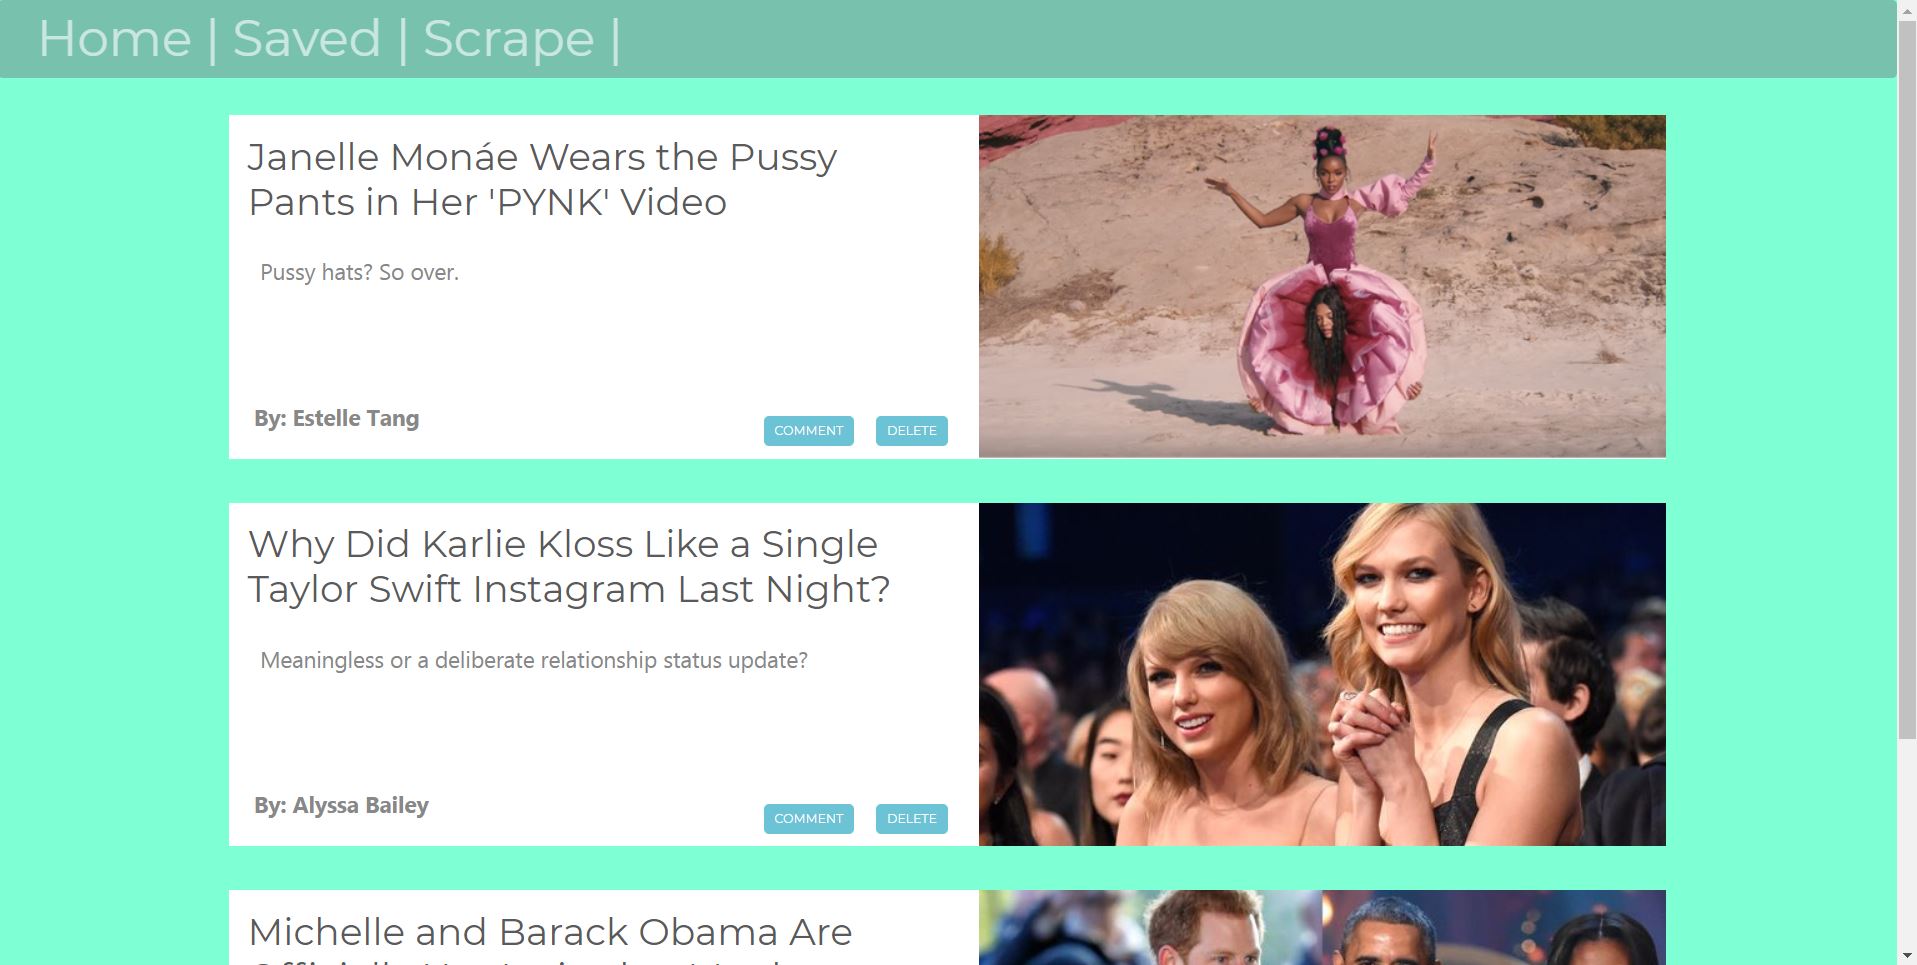 Home | Saved | Scrape |
Janelle Monáe Wears the Pussy
Pants in Her 'PYNK' Video
Pussy hats? So over.
By: Estelle Tang
COMMENT DELETE
Why Did Karlie Kloss Like a Single
Taylor Swift Instagram Last Night?
Meaningless or a deliberate relationship status update?
By: Alyssa Bailey
COMMENT DELETE
Michelle and Barack Obama Are